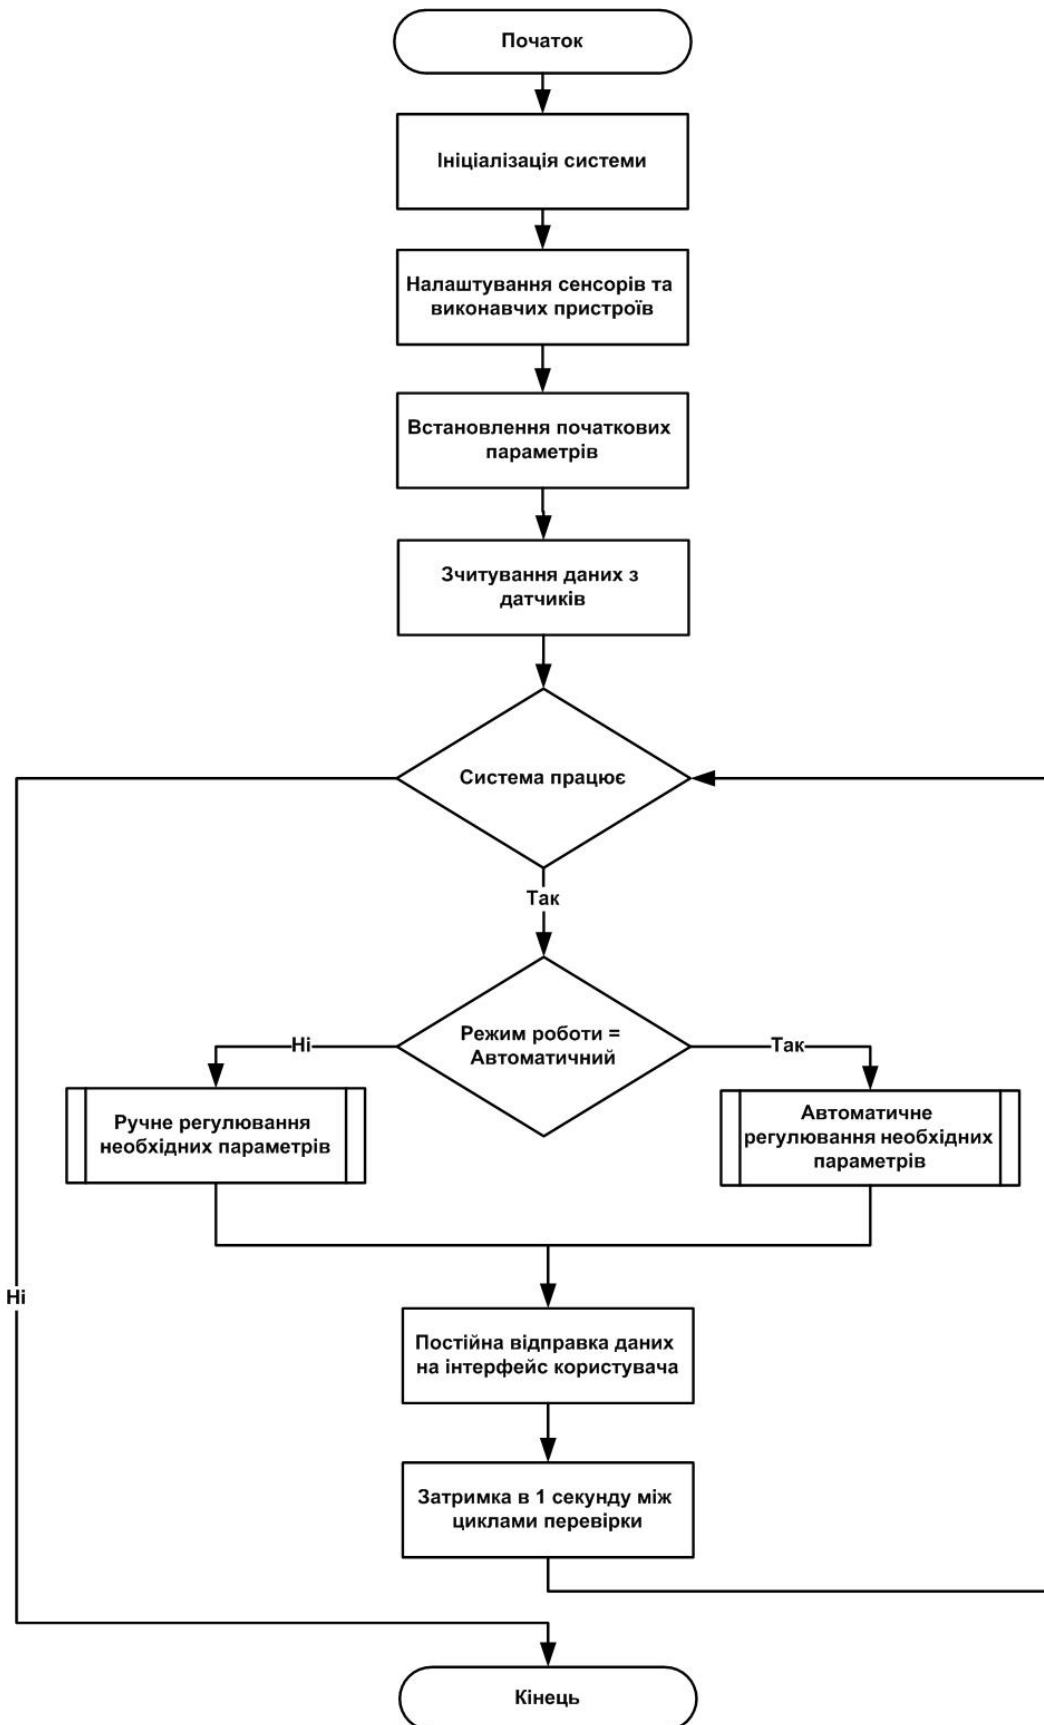 Початок
Ініціалізація системи
Налаштування сенсорів та
виконавчих пристроїв
Встановлення початкових
параметрів
Зчитування даних з
датчиків
Система працює
Так
Режим роботи =
Автоматичний
Ні
Так
Ручне регулювання
необхідних параметрів
Автоматичне
регулювання необхідних
параметрів
Ні
Постійна відправка даних
на інтерфейс користувача
Затримка в 1 секунду між
циклами перевірки
Кінець